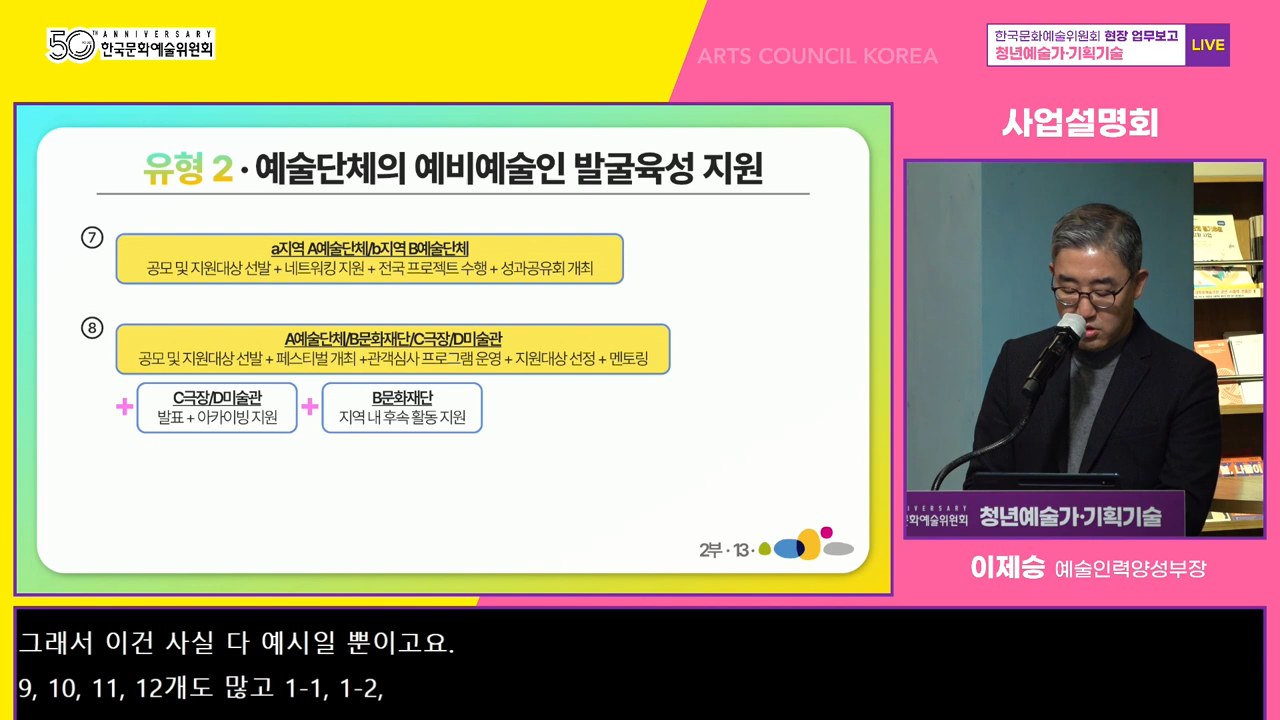 50TH ANNIVERSARY
한국문화예술위원회
ARTS COUNCIL KOREA
한국문화예술위원회 현장 업무보고
청년예술가·기획기술
LIVE
사업설명회
유형 2 · 예술단체의 예비예술인 발굴육성 지원
⑦
a지역 A예술단체/b지역 B예술단체
공모 및 지원대상 선발 + 네트워킹 지원 + 전국 프로젝트 수행 + 성과공유회 개최
⑧
A예술단체/B문화재단/C극장/D미술관
공모 및 지원대상 선발 + 페스티벌 개최 +관객심사 프로그램 운영 + 지원대상 선정 + 멘토링
+ C극장/D미술관
발표 + 아카이빙 지원
+ B문화재단
지역 내 후속 활동 지원
2부 · 13 ·
청년예술가·기획기술
이제승 예술인력양성부장
그래서 이건 사실 다 예시일 뿐이고요.
9, 10, 11, 12개도 많고 1-1, 1-2,